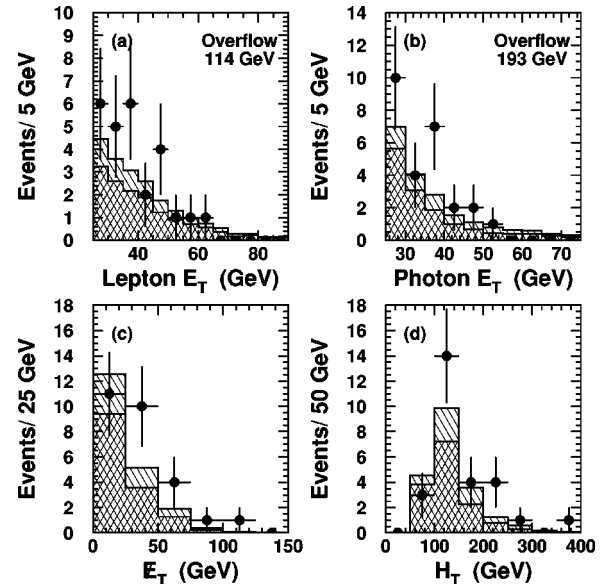 Events/ 5 GeV
10
9
8
7
6
5
4
3
2
1
0
(a)
Overflow
114 GeV
40 60 80
Lepton E_T (GeV)
Events/ 5 GeV
14
12
10
8
6
4
2
0
(b)
Overflow
193 GeV
30 40 50 60 70
Photon E_T (GeV)
Events/ 25 GeV
18
16
14
12
10
8
6
4
2
0
(c)
0 50 100 150
E̸_T (GeV)
Events/ 50 GeV
18
16
14
12
10
8
6
4
2
0
(d)
0 100 200 300 400
H_T (GeV)